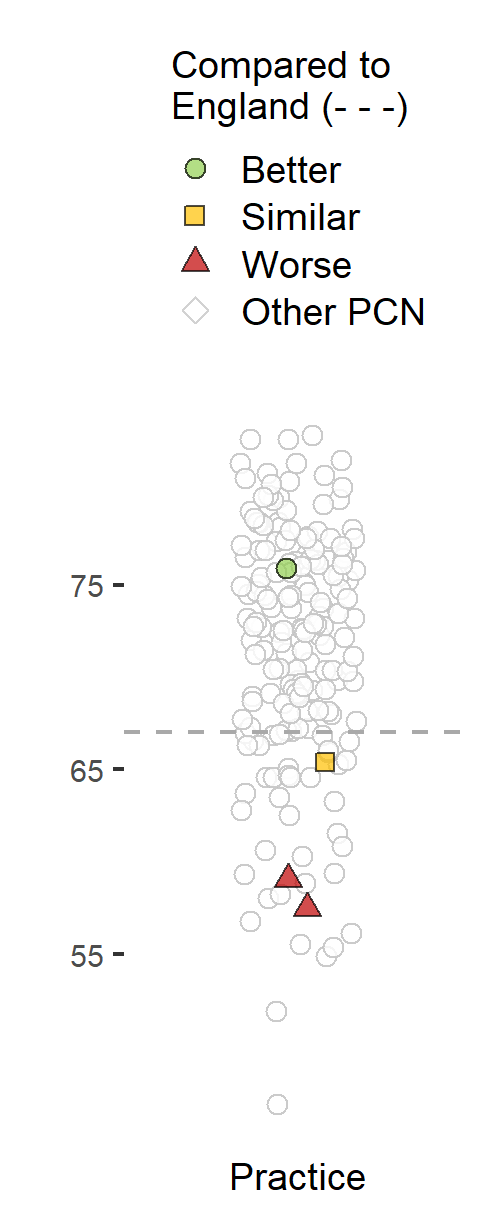 Compared to
England (- - -)
Better
Similar
Worse
Other PCN
75
65
55
Practice